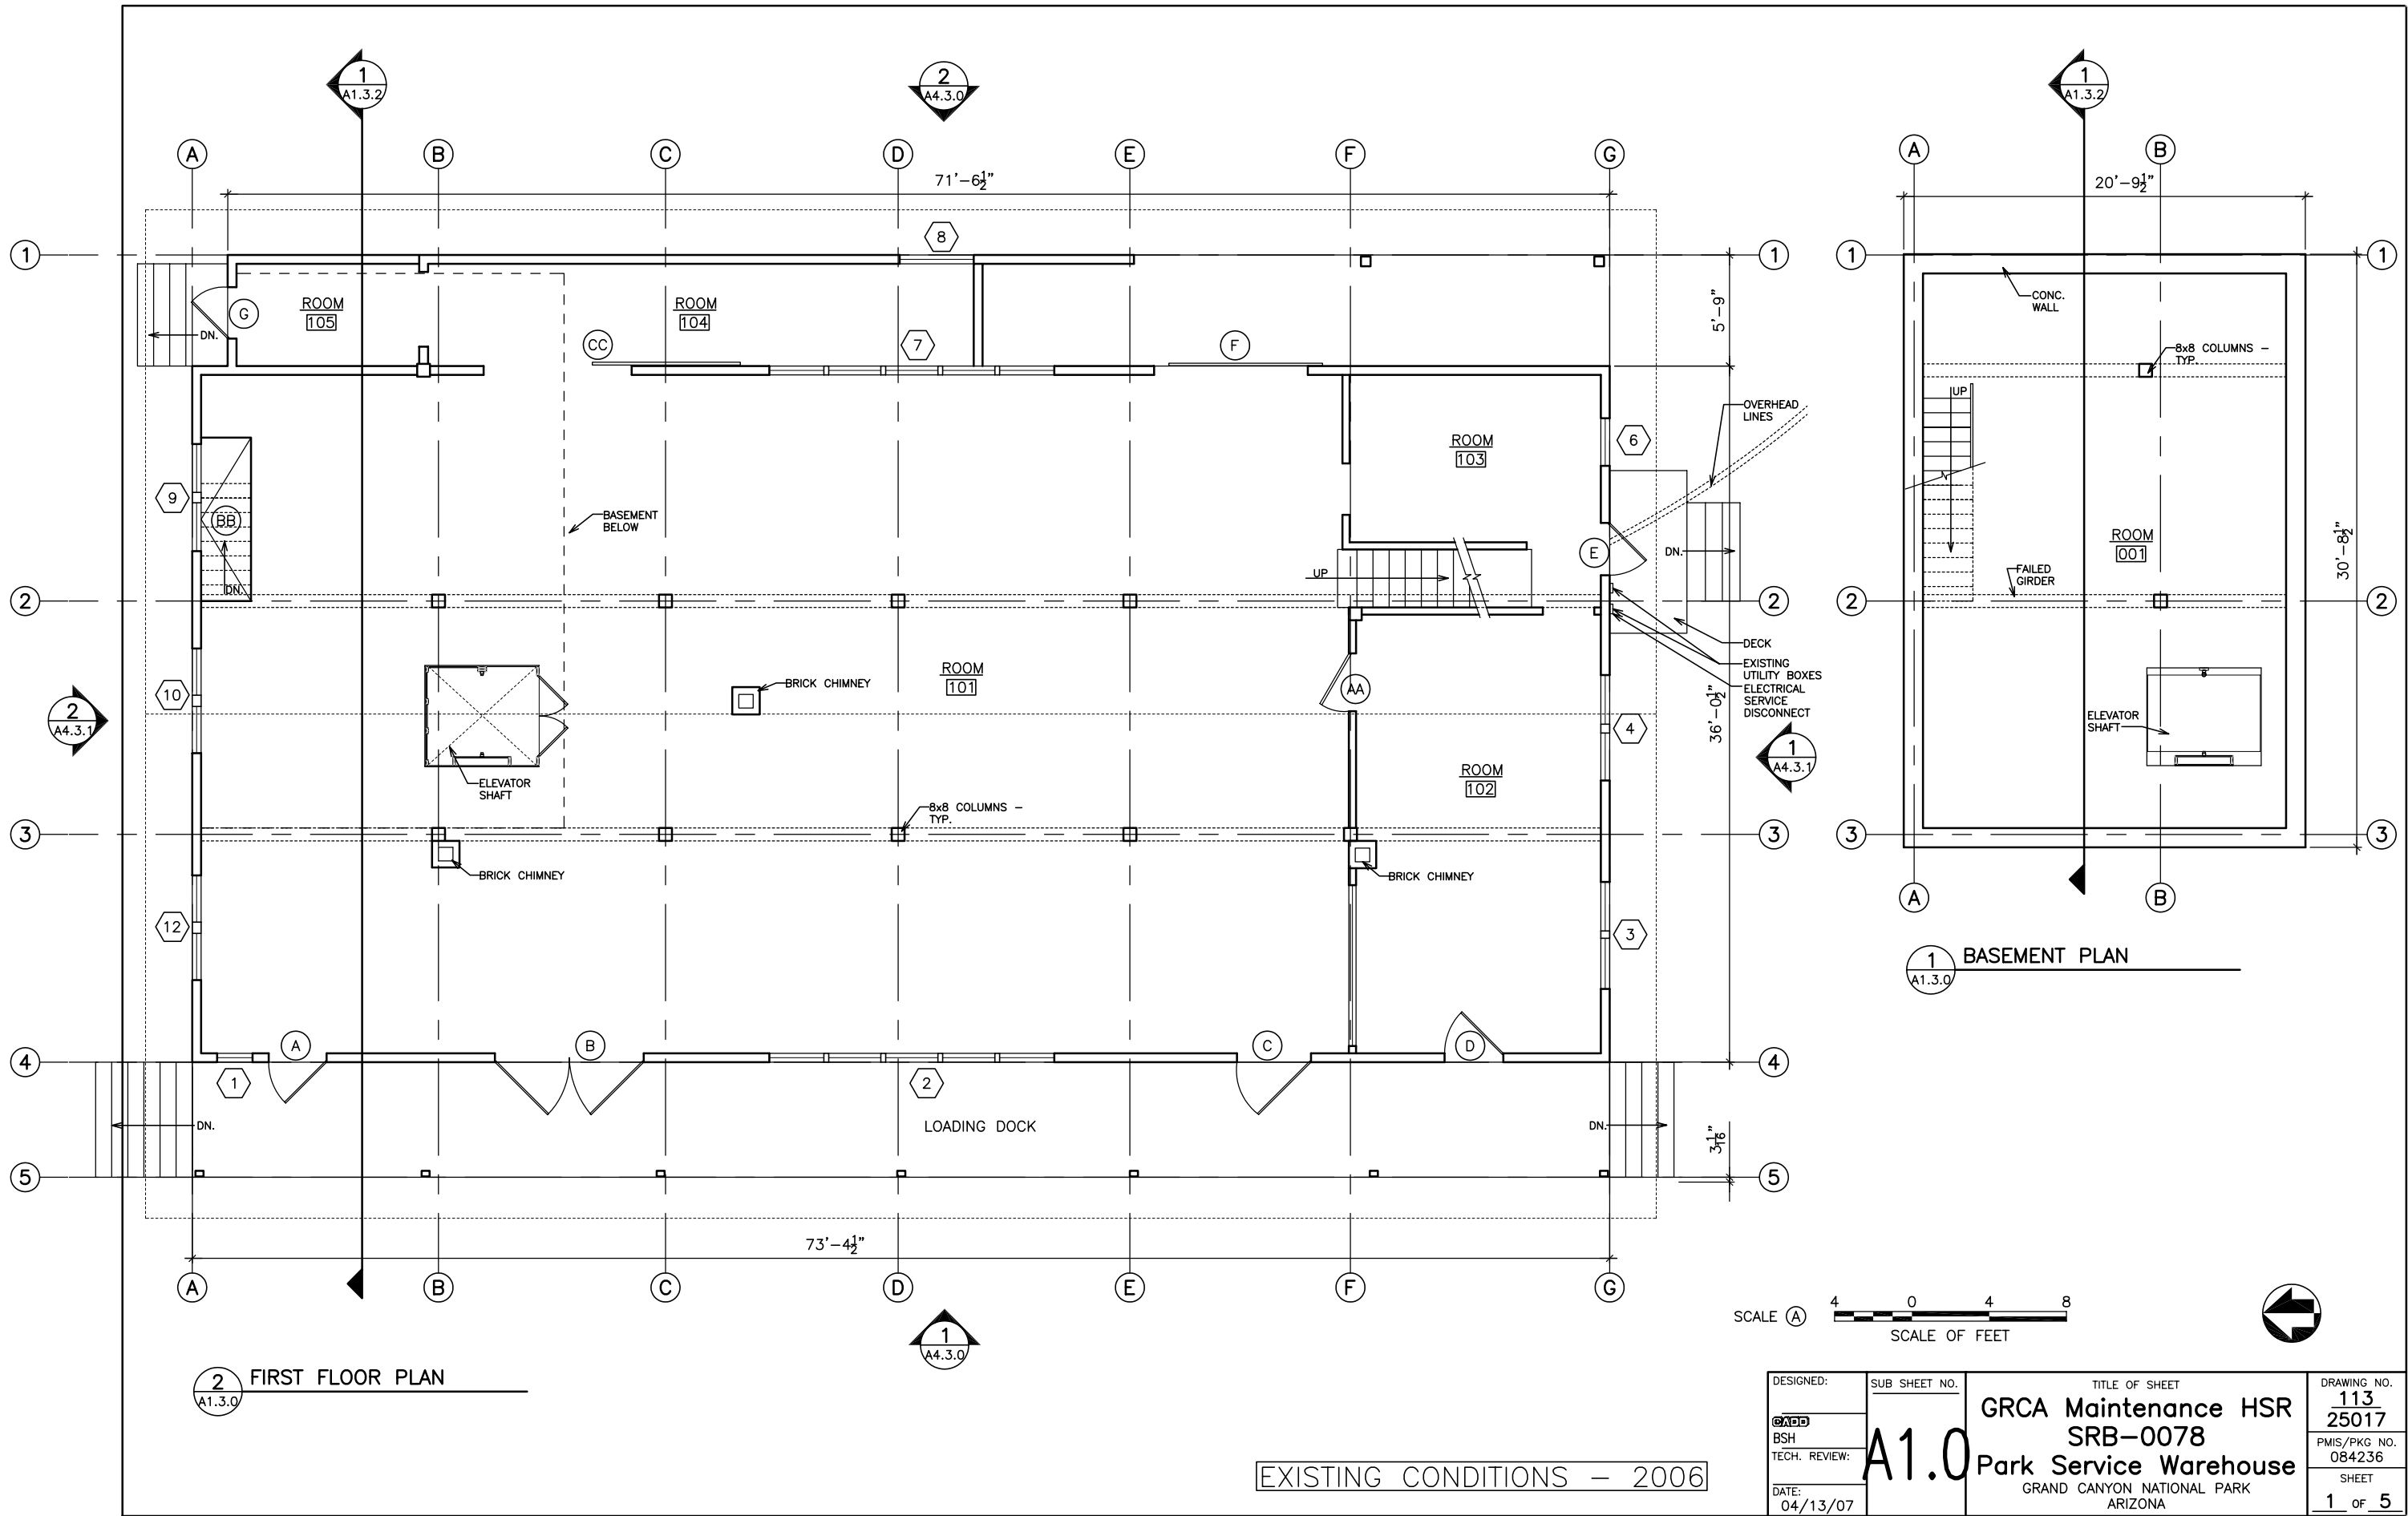 1
A1.3.2
2
A4.3.0
1
A1.3.2
A
B
C
D
E
F
G
A
B
71'-6½"
20'-9½"
8
1
1
1
1
ROOM
105
G
DN.
ROOM
104
CC
7
F
5'-9"
CONC.
WALL
8x8 COLUMNS -
TYP.
UP
N
OVERHEAD
LINES
ROOM
103
6
9
BB
DN.
BASEMENT
BELOW
UP
E
DN.
ROOM
001
FAILED
GIRDER
30'-8½"
2
2
2
2
DECK
EXISTING
UTILITY BOXES
ELECTRICAL
SERVICE
DISCONNECT
36'-0½"
10
2
A4.3.1
BRICK CHIMNEY
ROOM
101
AA
4
1
A4.3.1
ELEVATOR
SHAFT
ELEVATOR
SHAFT
ROOM
102
8x8 COLUMNS -
TYP.
3
3
3
3
BRICK CHIMNEY
BRICK CHIMNEY
A
B
12
3
1
A1.3.0
BASEMENT PLAN
A
B
C
D
4
4
1
2
DN.
LOADING DOCK
DN.
3 1/16"
5
5
73'-4½"
A
B
C
D
E
F
G
1
A4.3.0
2
A1.3.0
FIRST FLOOR PLAN
SCALE A
4 0 4 8
SCALE OF FEET
EXISTING CONDITIONS - 2006
DESIGNED:
CADD
BSH
TECH. REVIEW:
DATE:
04/13/07
SUB SHEET NO.
A1.0
TITLE OF SHEET
GRCA Maintenance HSR
SRB-0078
Park Service Warehouse
GRAND CANYON NATIONAL PARK
ARIZONA
DRAWING NO.
113
25017
PMIS/PKG NO.
084236
SHEET
1 OF 5